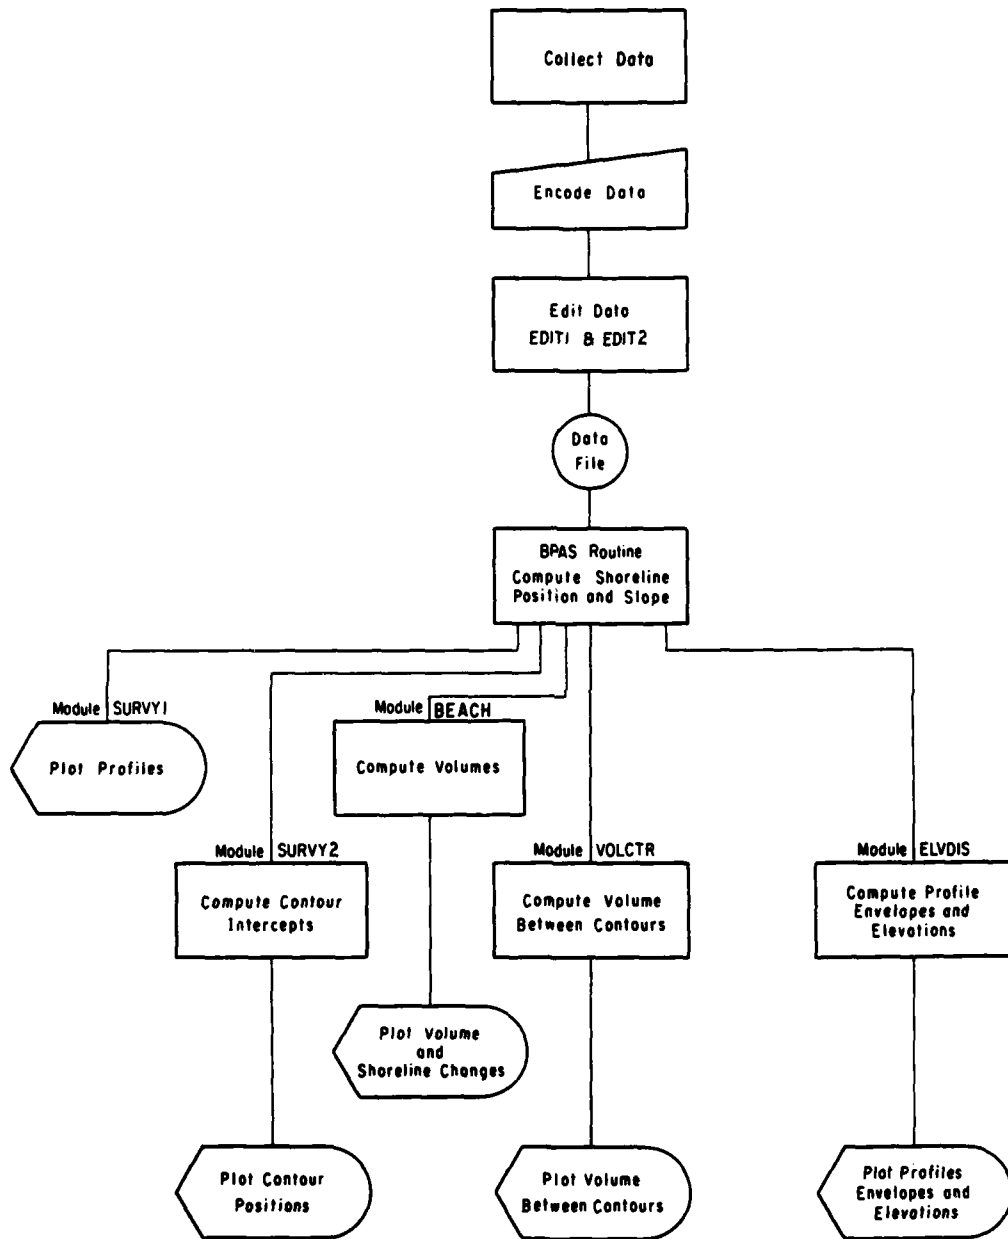 Collect Data
Encode Data
Edit Data
EDIT1 & EDIT2
Data
File
BPAS Routine
Compute Shoreline
Position and Slope
Module SURVY1
Plot Profiles
Module BEACH
Compute Volumes
Module SURVY2
Compute Contour
Intercepts
Module VOLCTR
Compute Volume
Between Contours
Module ELVDIS
Compute Profile
Envelopes and
Elevations
Plot Volume
and
Shoreline Changes
Plot Contour
Positions
Plot Volume
Between Contours
Plot Profiles
Envelopes and
Elevations